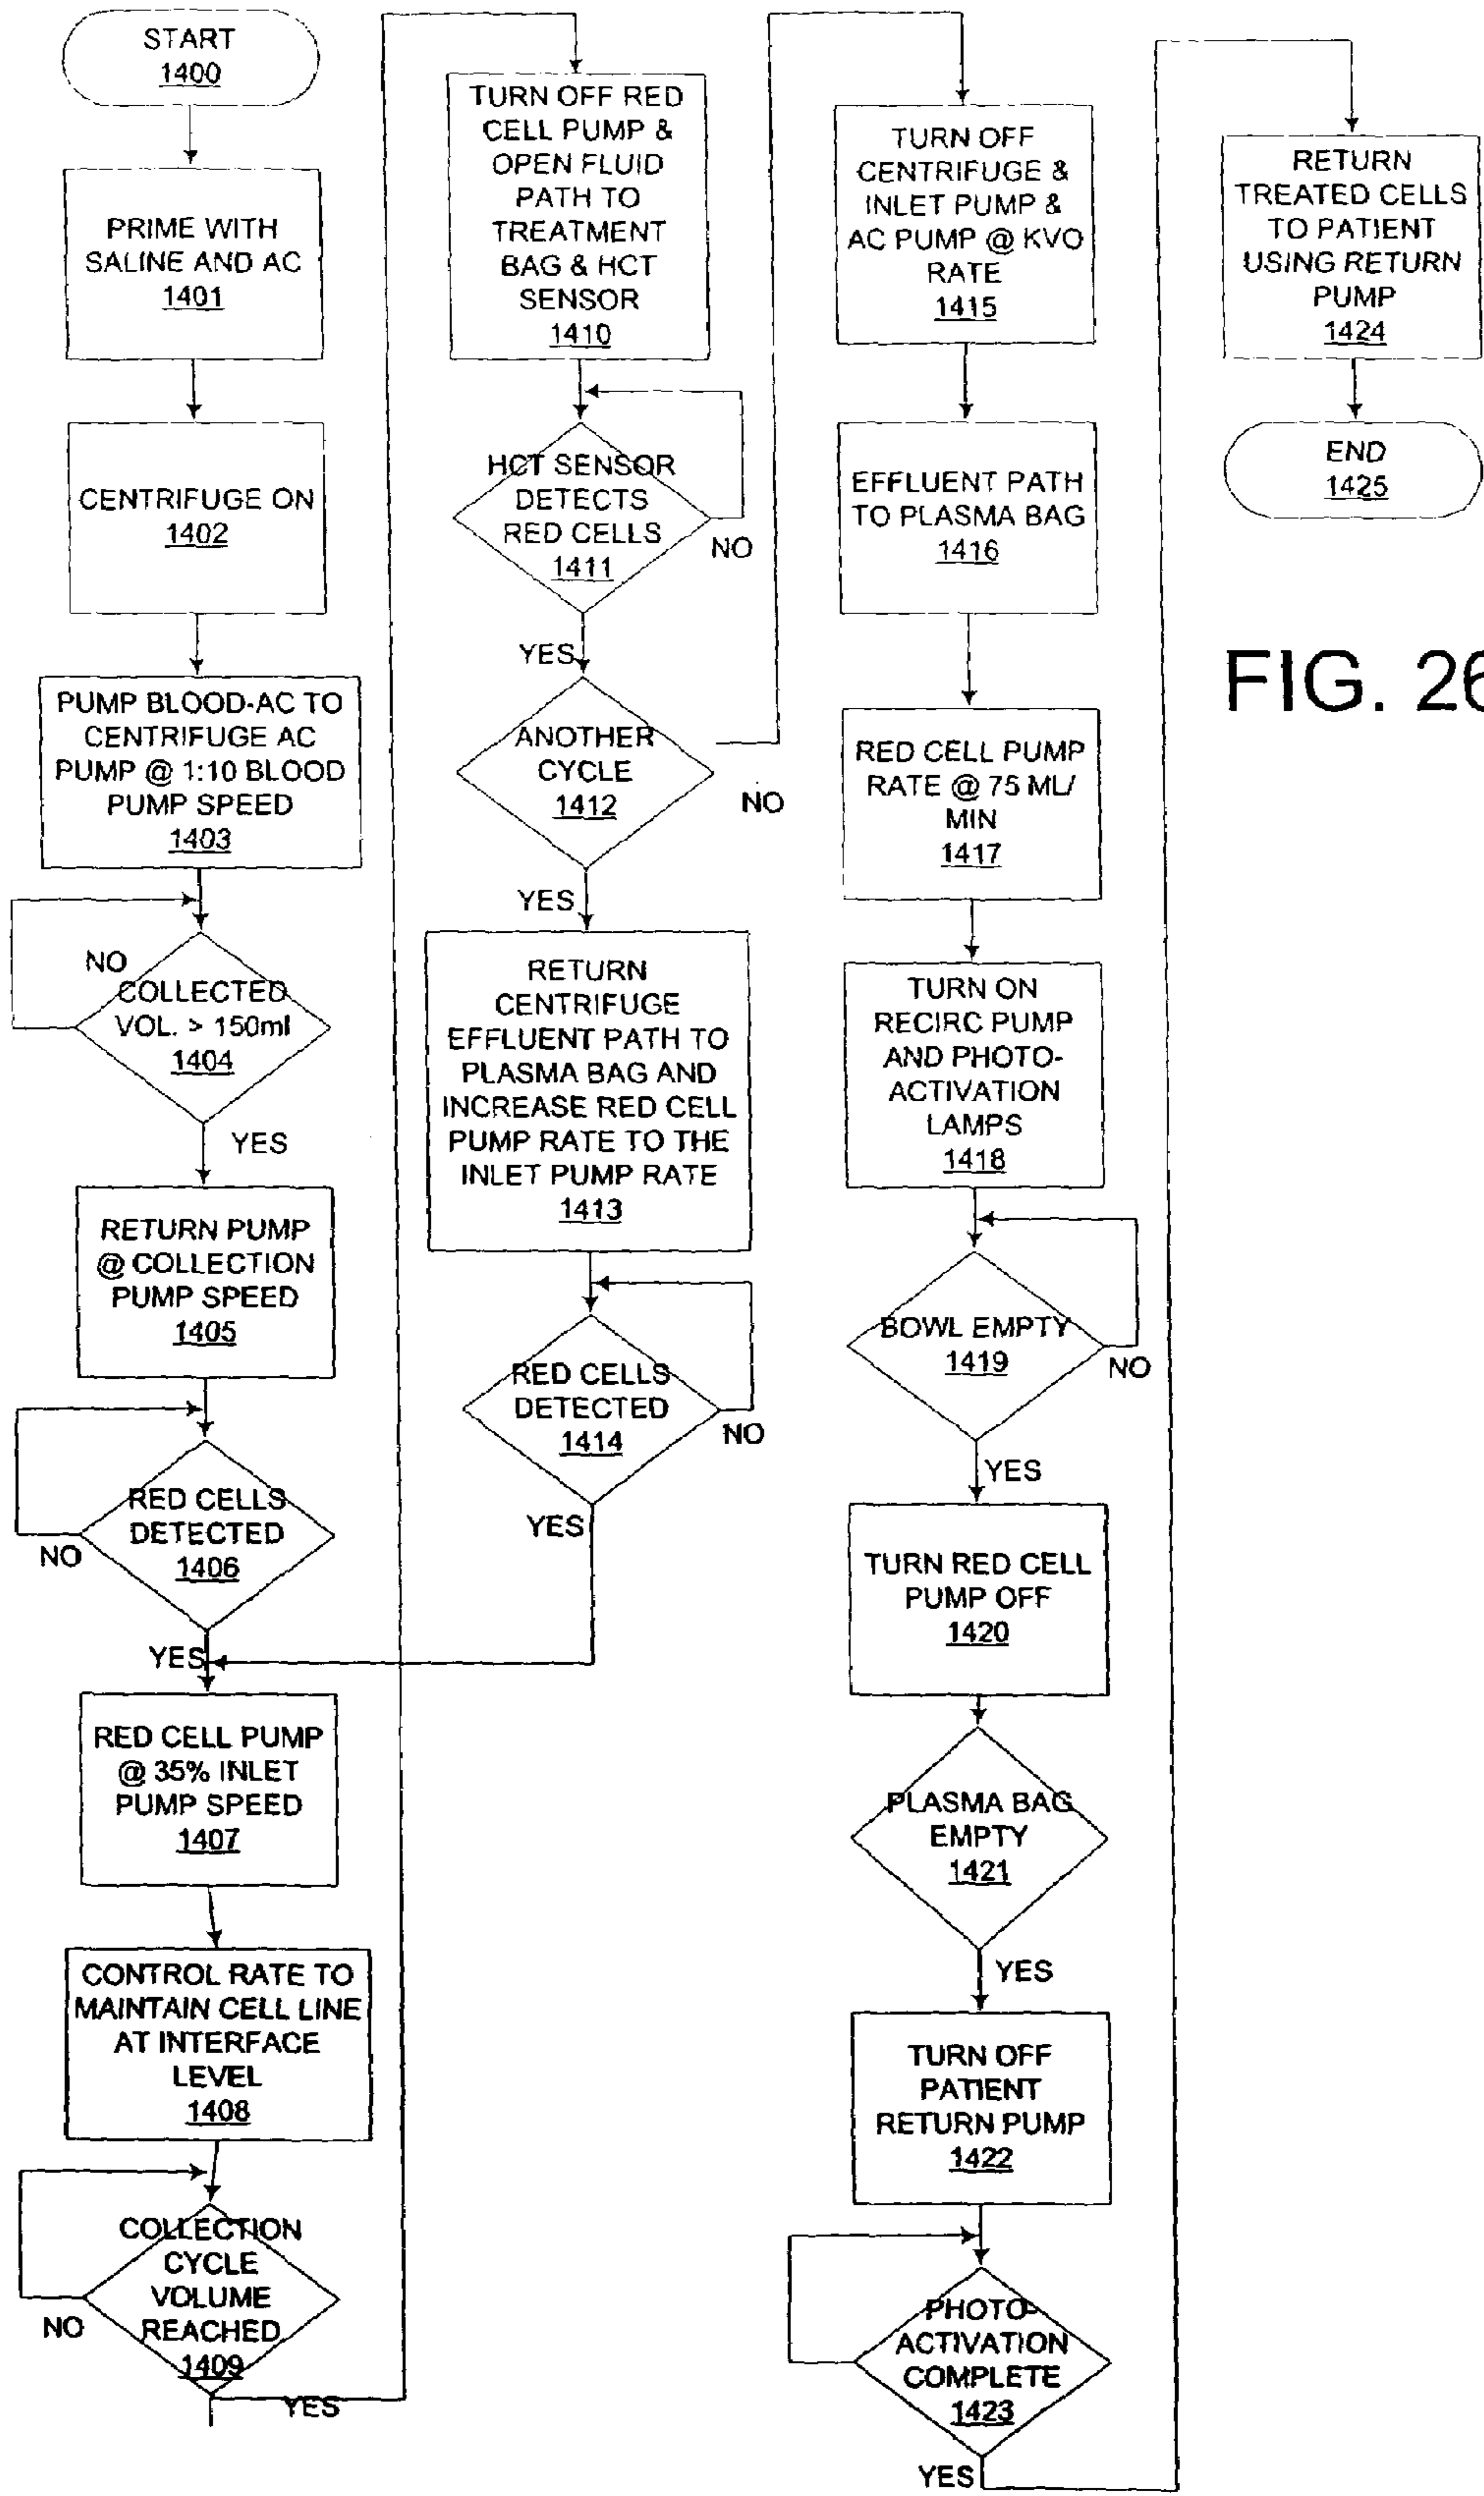 START
1400
PRIME WITH
SALINE AND AC
1401
CENTRIFUGE ON
1402
PUMP BLOOD-AC TO
CENTRIFUGE AC
PUMP @ 1:10 BLOOD
PUMP SPEED
1403
NO
COLLECTED
VOL. > 150ml
1404
YES
RETURN PUMP
@ COLLECTION
PUMP SPEED
1405
RED CELLS
DETECTED
1406
NO
YES
RED CELL PUMP
@ 35% INLET
PUMP SPEED
1407
CONTROL RATE TO
MAINTAIN CELL LINE
AT INTERFACE
LEVEL
1408
COLLECTION
CYCLE
VOLUME
REACHED
1409
NO
YES
TURN OFF RED
CELL PUMP &
OPEN FLUID
PATH TO
TREATMENT
BAG & HCT
SENSOR
1410
HCT SENSOR
DETECTS
RED CELLS
1411
NO
YES
ANOTHER
CYCLE
1412
NO
YES
RETURN
CENTRIFUGE
EFFLUENT PATH TO
PLASMA BAG AND
INCREASE RED CELL
PUMP RATE TO THE
INLET PUMP RATE
1413
RED CELLS
DETECTED
1414
NO
YES
TURN OFF
CENTRIFUGE &
INLET PUMP &
AC PUMP @ KVO
RATE
1415
EFFLUENT PATH
TO PLASMA BAG
1416
RED CELL PUMP
RATE @ 75 ML/
MIN
1417
TURN ON
RECIRC PUMP
AND PHOTO-
ACTIVATION
LAMPS
1418
BOWL EMPTY
1419
NO
YES
TURN RED CELL
PUMP OFF
1420
PLASMA BAG
EMPTY
1421
YES
TURN OFF
PATIENT
RETURN PUMP
1422
PHOTO-
ACTIVATION
COMPLETE
1423
YES
RETURN
TREATED CELLS
TO PATIENT
USING RETURN
PUMP
1424
END
1425
FIG. 26